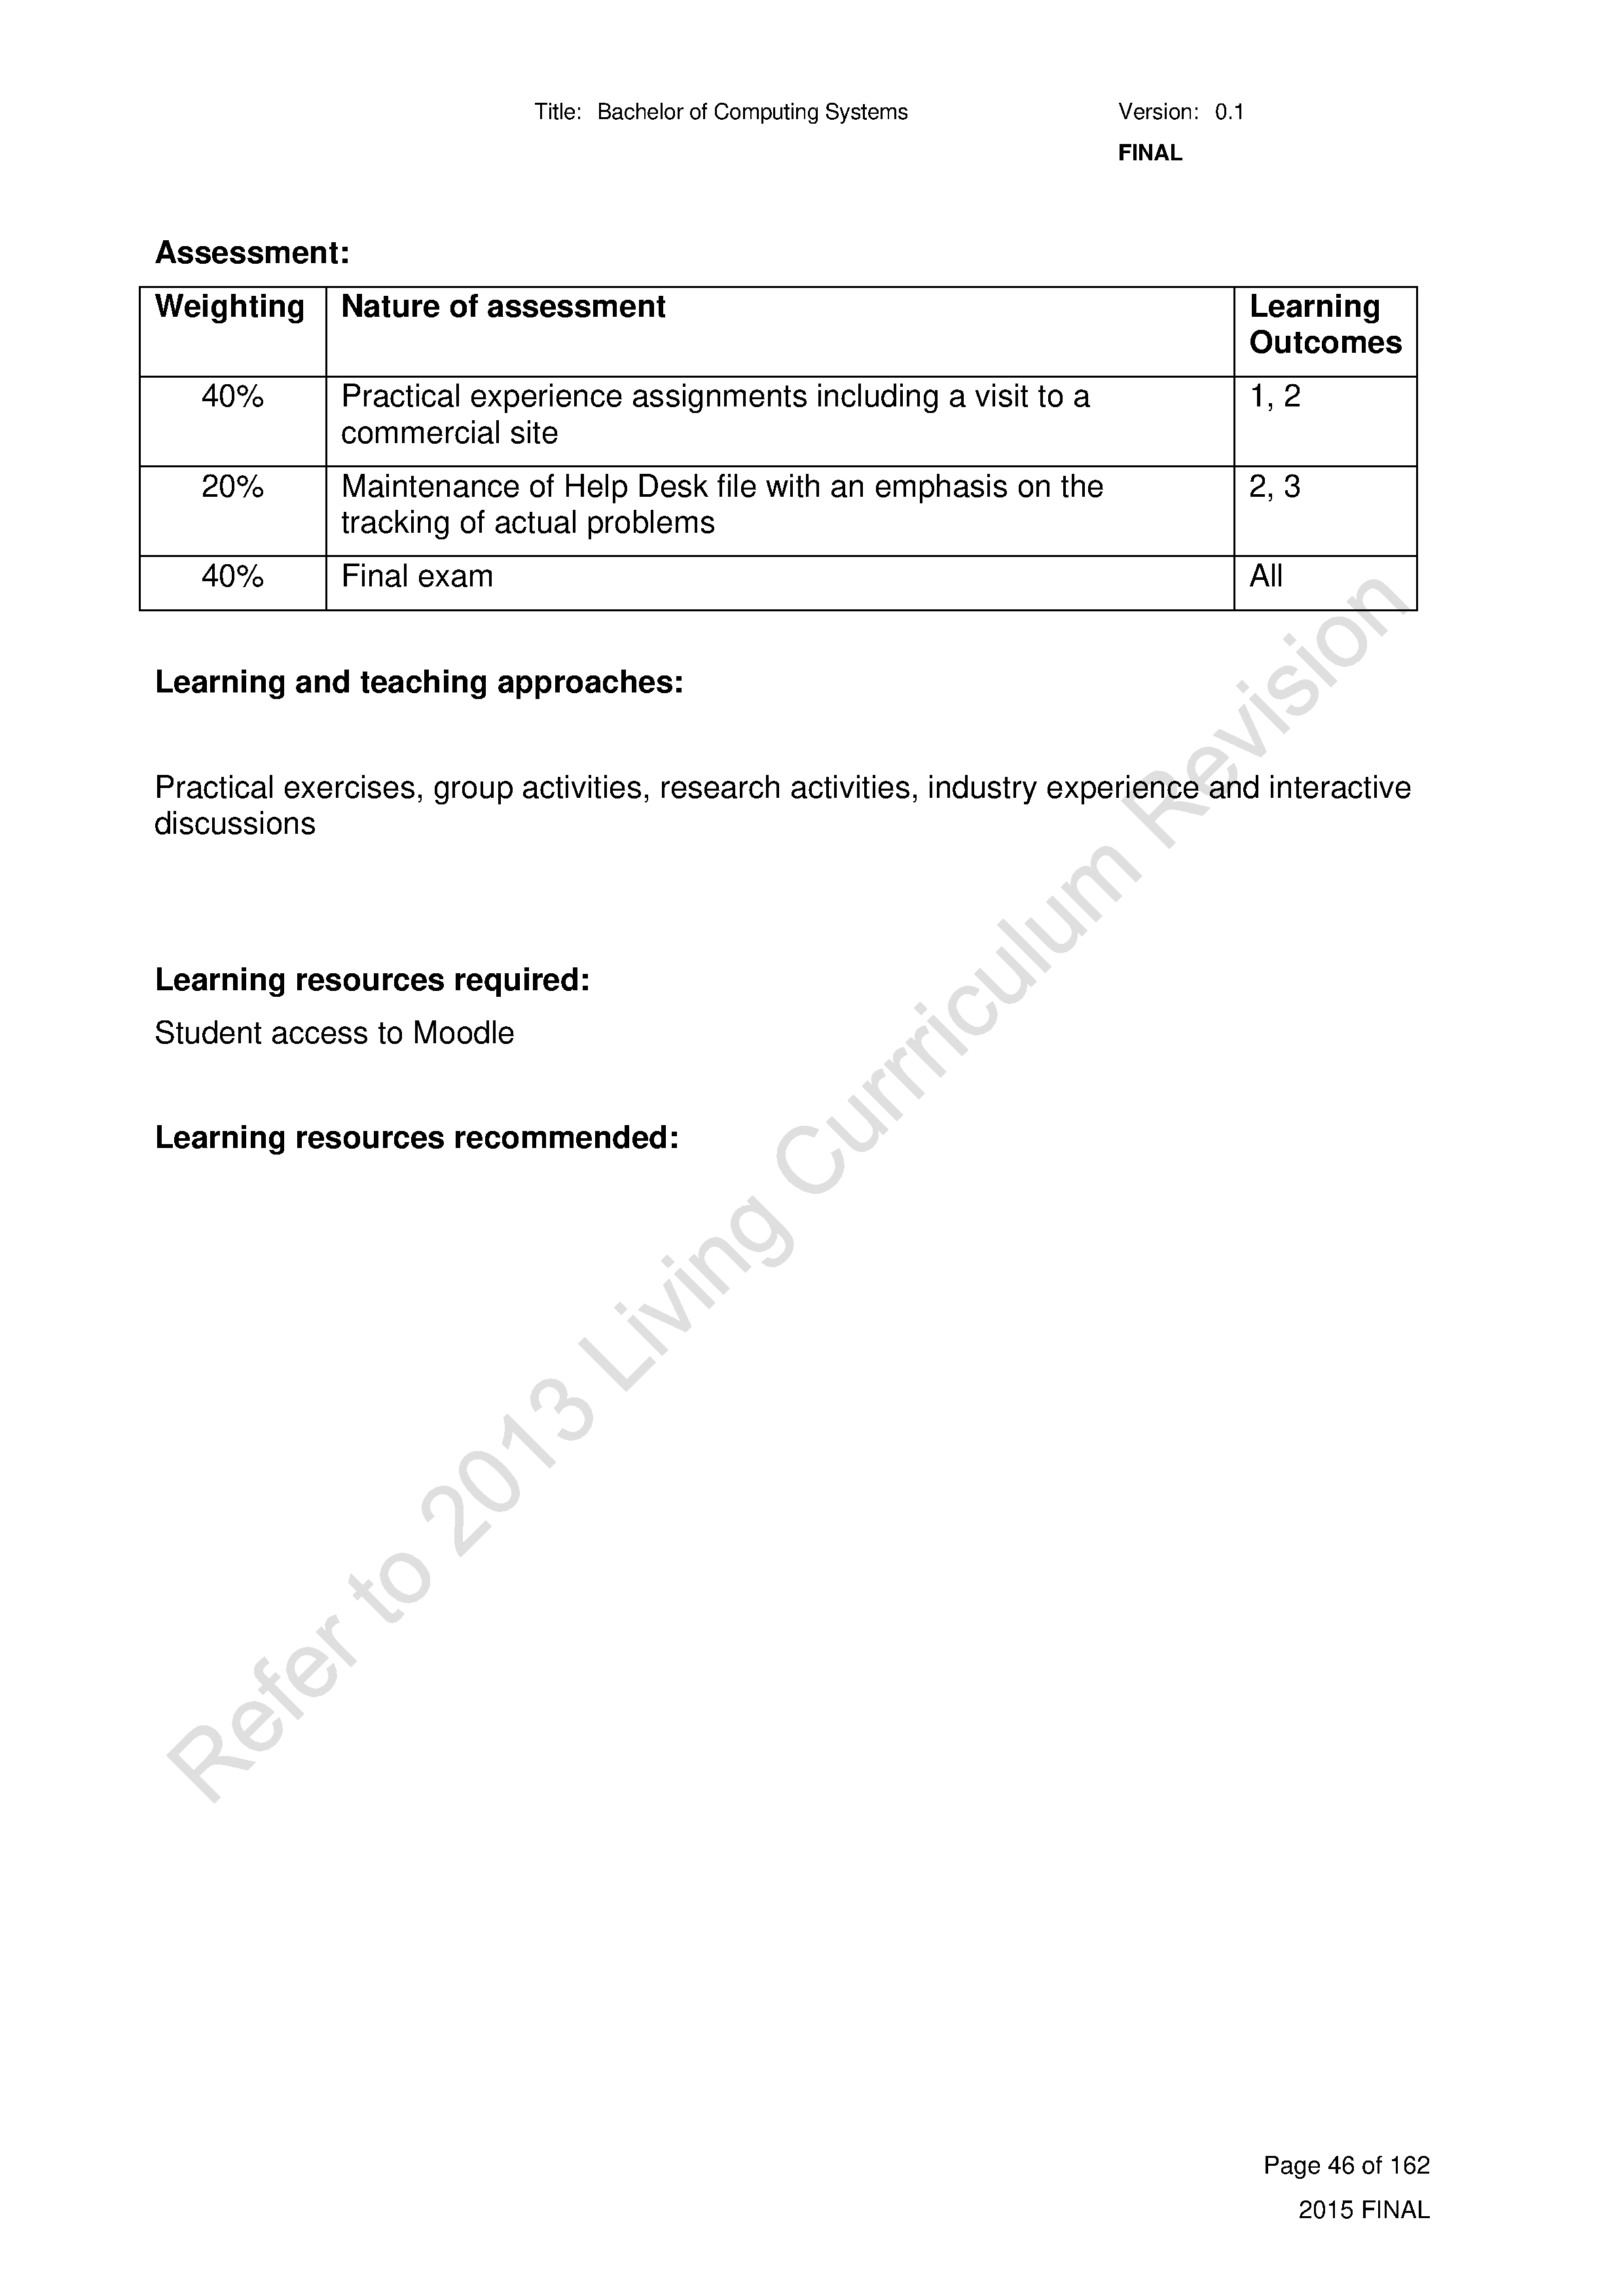 Title: Bachelor of Computing Systems Version: 0.1
FINAL
Assessment:
Weighting Nature of assessment Learning
Outcomes
40% Practical experience assignments including a visit to a 1, 2
commercial site
20% Maintenance of Help Desk file with an emphasis on the 2, 3
tracking of actual problems
40% Final exam All
Learning and teaching approaches:
Practical exercises, group activities, research activities, industry experience and interactive
discussions
Learning resources required:
Student access to Moodle
Learning resources recommended:
Refer to 2013 Living Curriculum Revision
Page 46 of 162
2015 FINAL